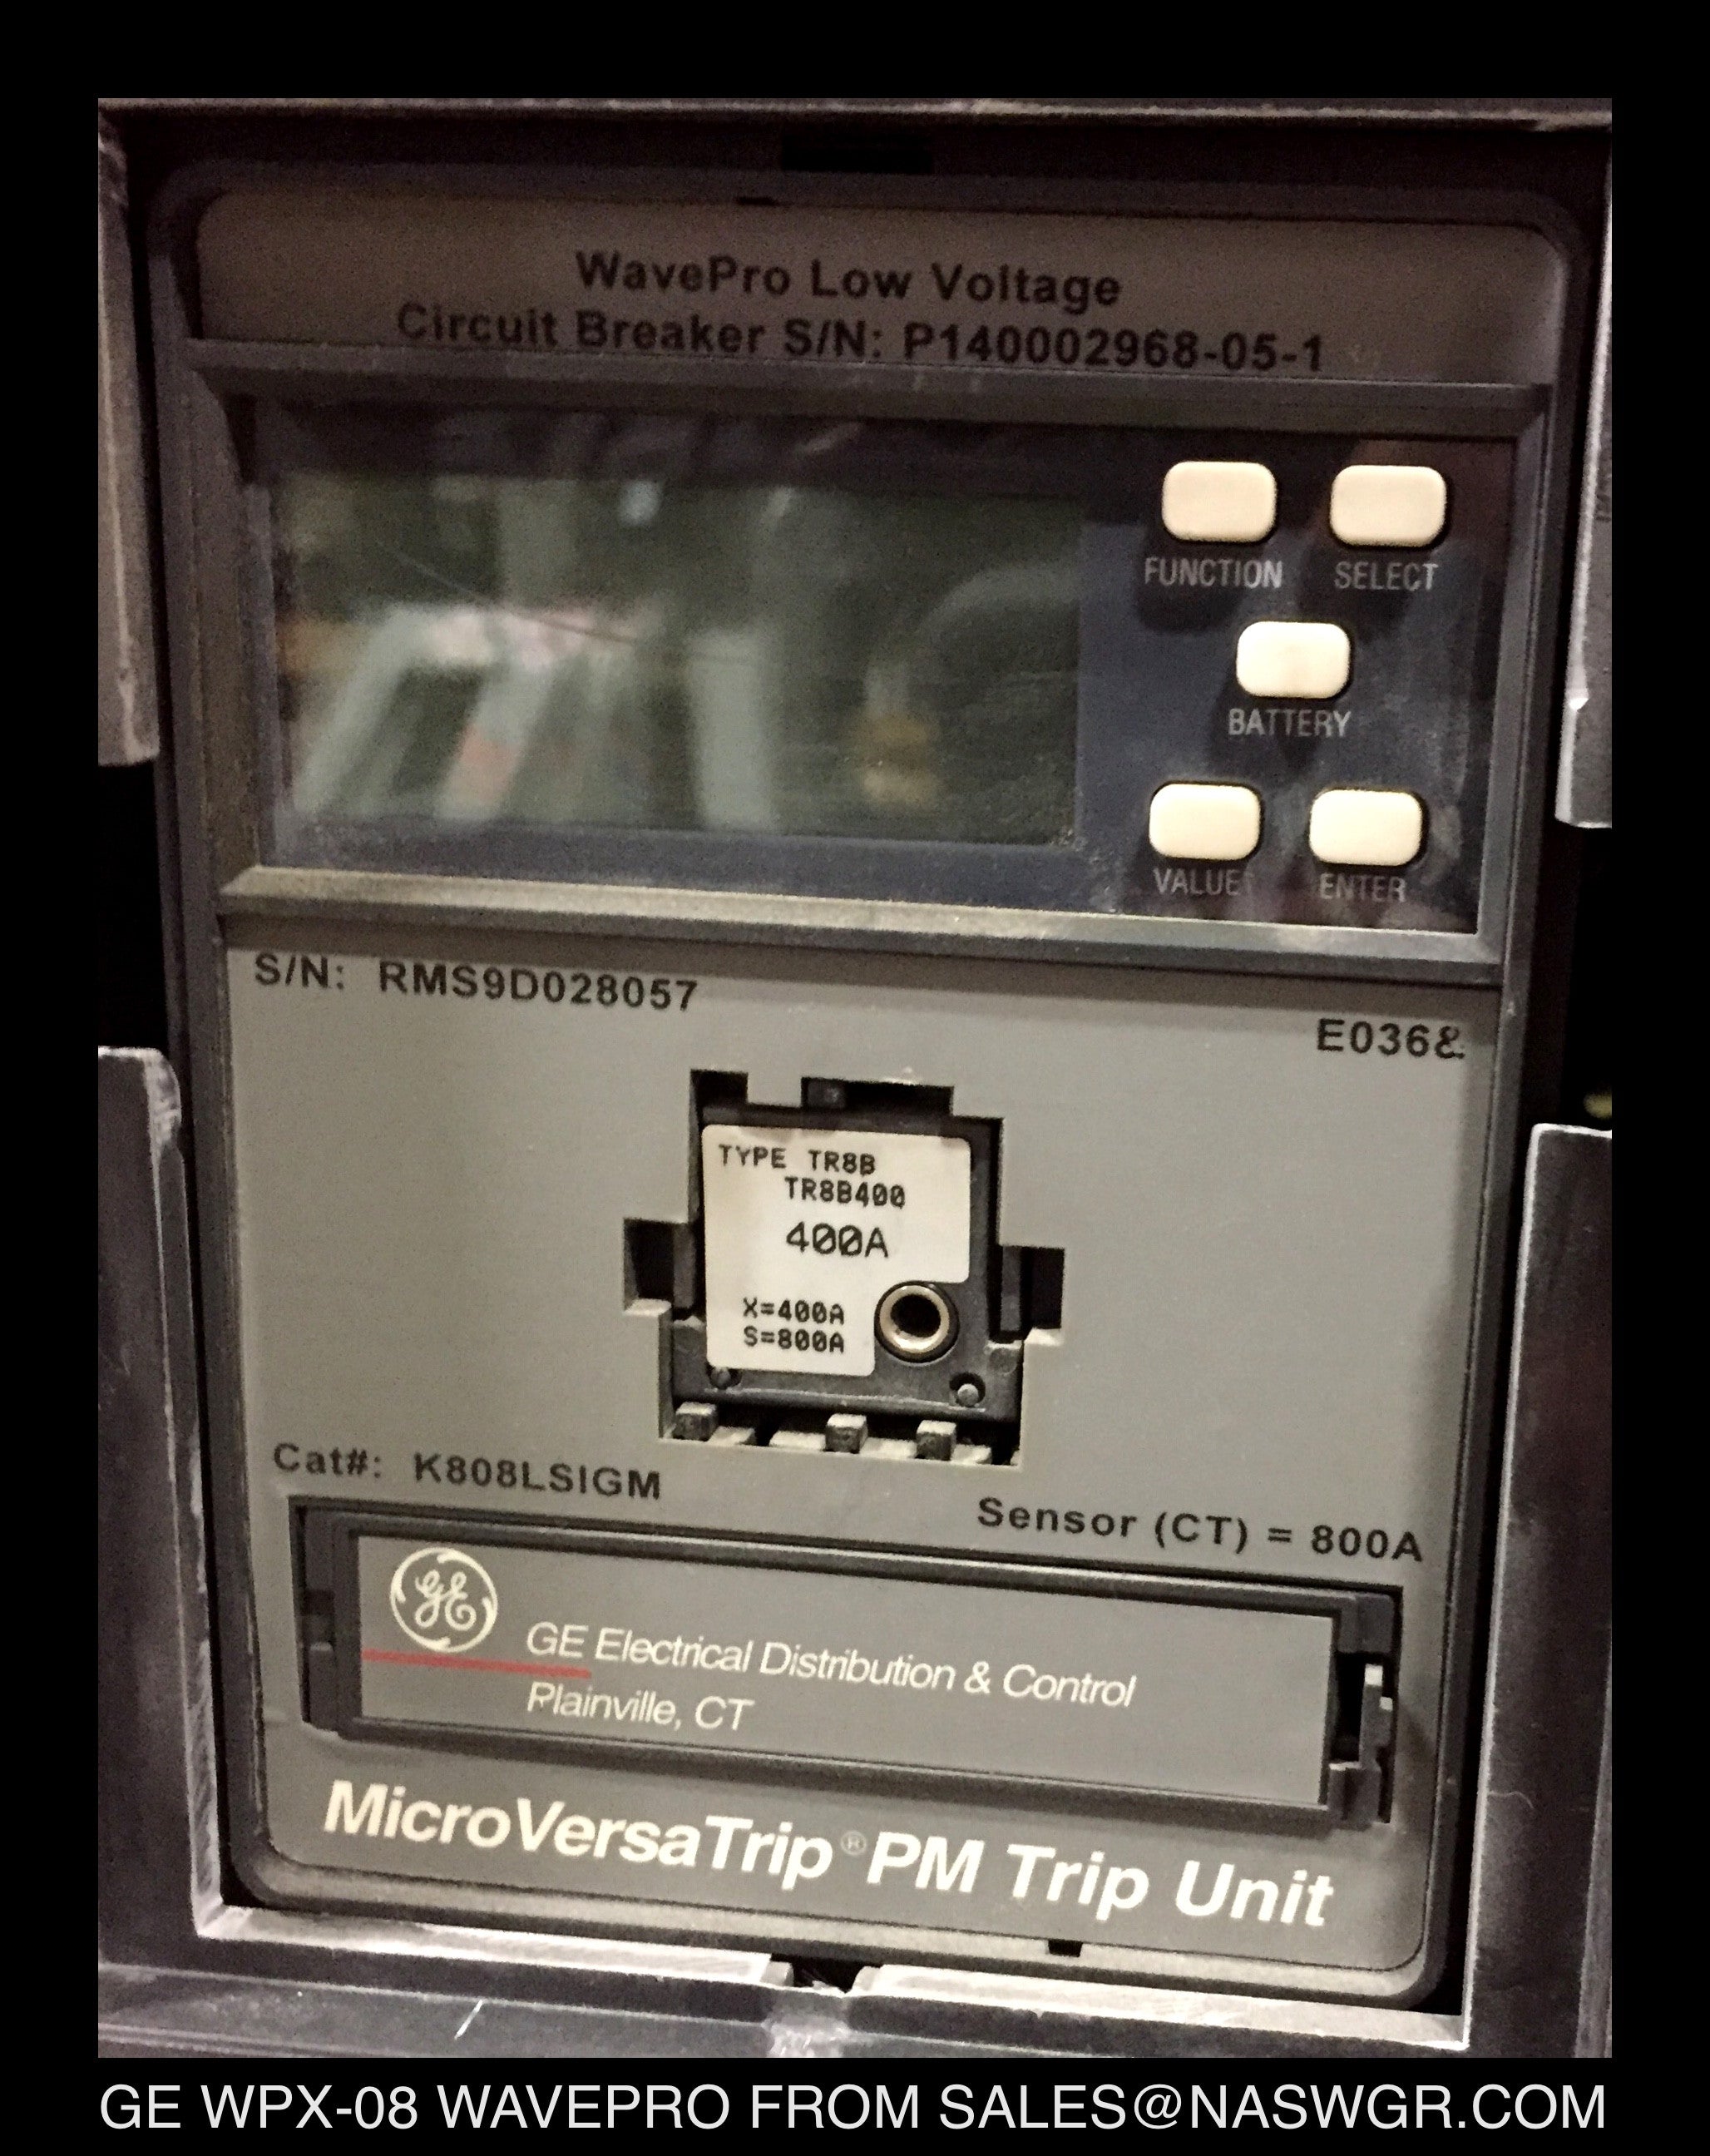 WavePro Low Voltage
Circuit Breaker S/N: P140002968-05-1
FUNCTION SELECT
BATTERY
VALUE ENTER
S/N: RMS9D028057
E036&
TYPE TR8B
TR8B400
400A
X=400A
S=800A
Cat#: K808LSIGM
Sensor (CT) = 800A
GE
GE Electrical Distribution & Control
Plainville, CT
MicroVersaTrip® PM Trip Unit
GE WPX-08 WAVEPRO FROM SALES@NASWGR.COM